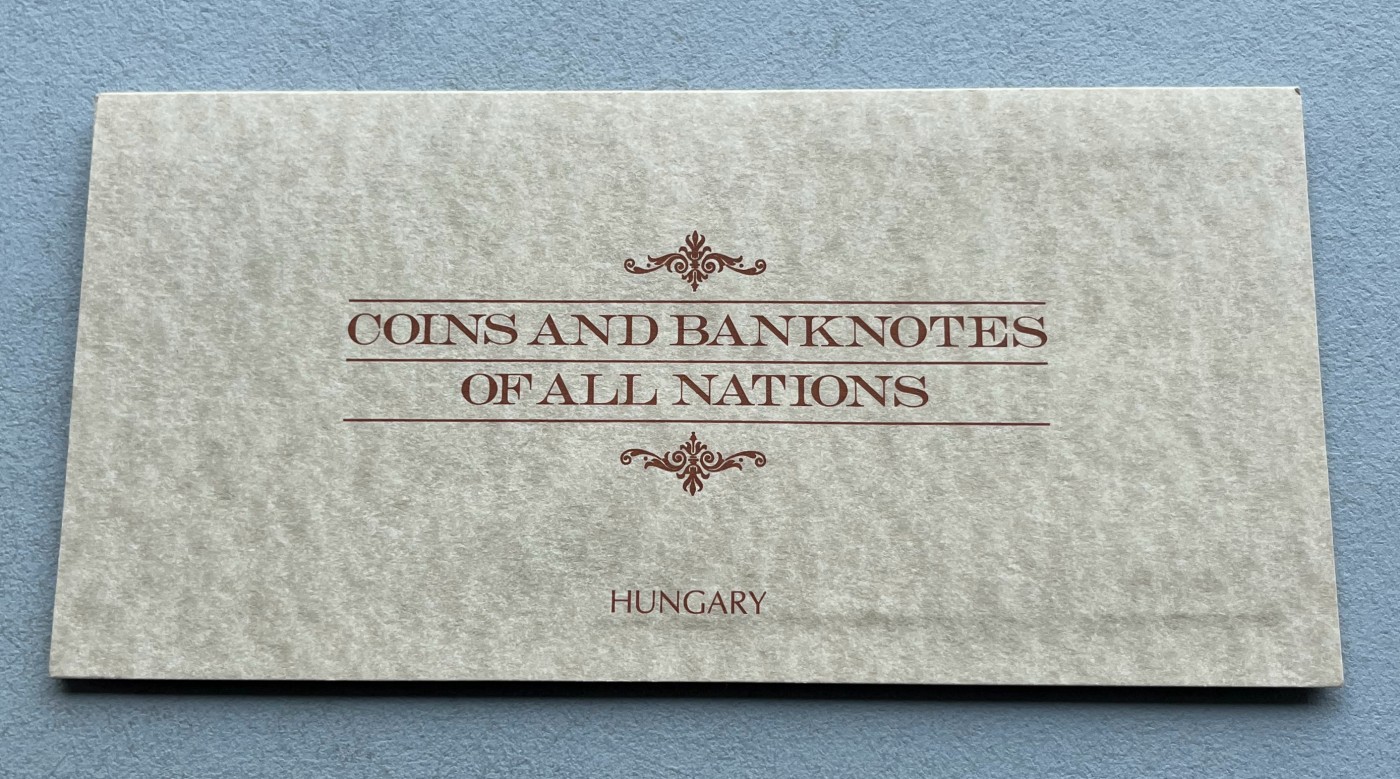 COINS AND BANKNOTES
OF ALL NATIONS
HUNGARY